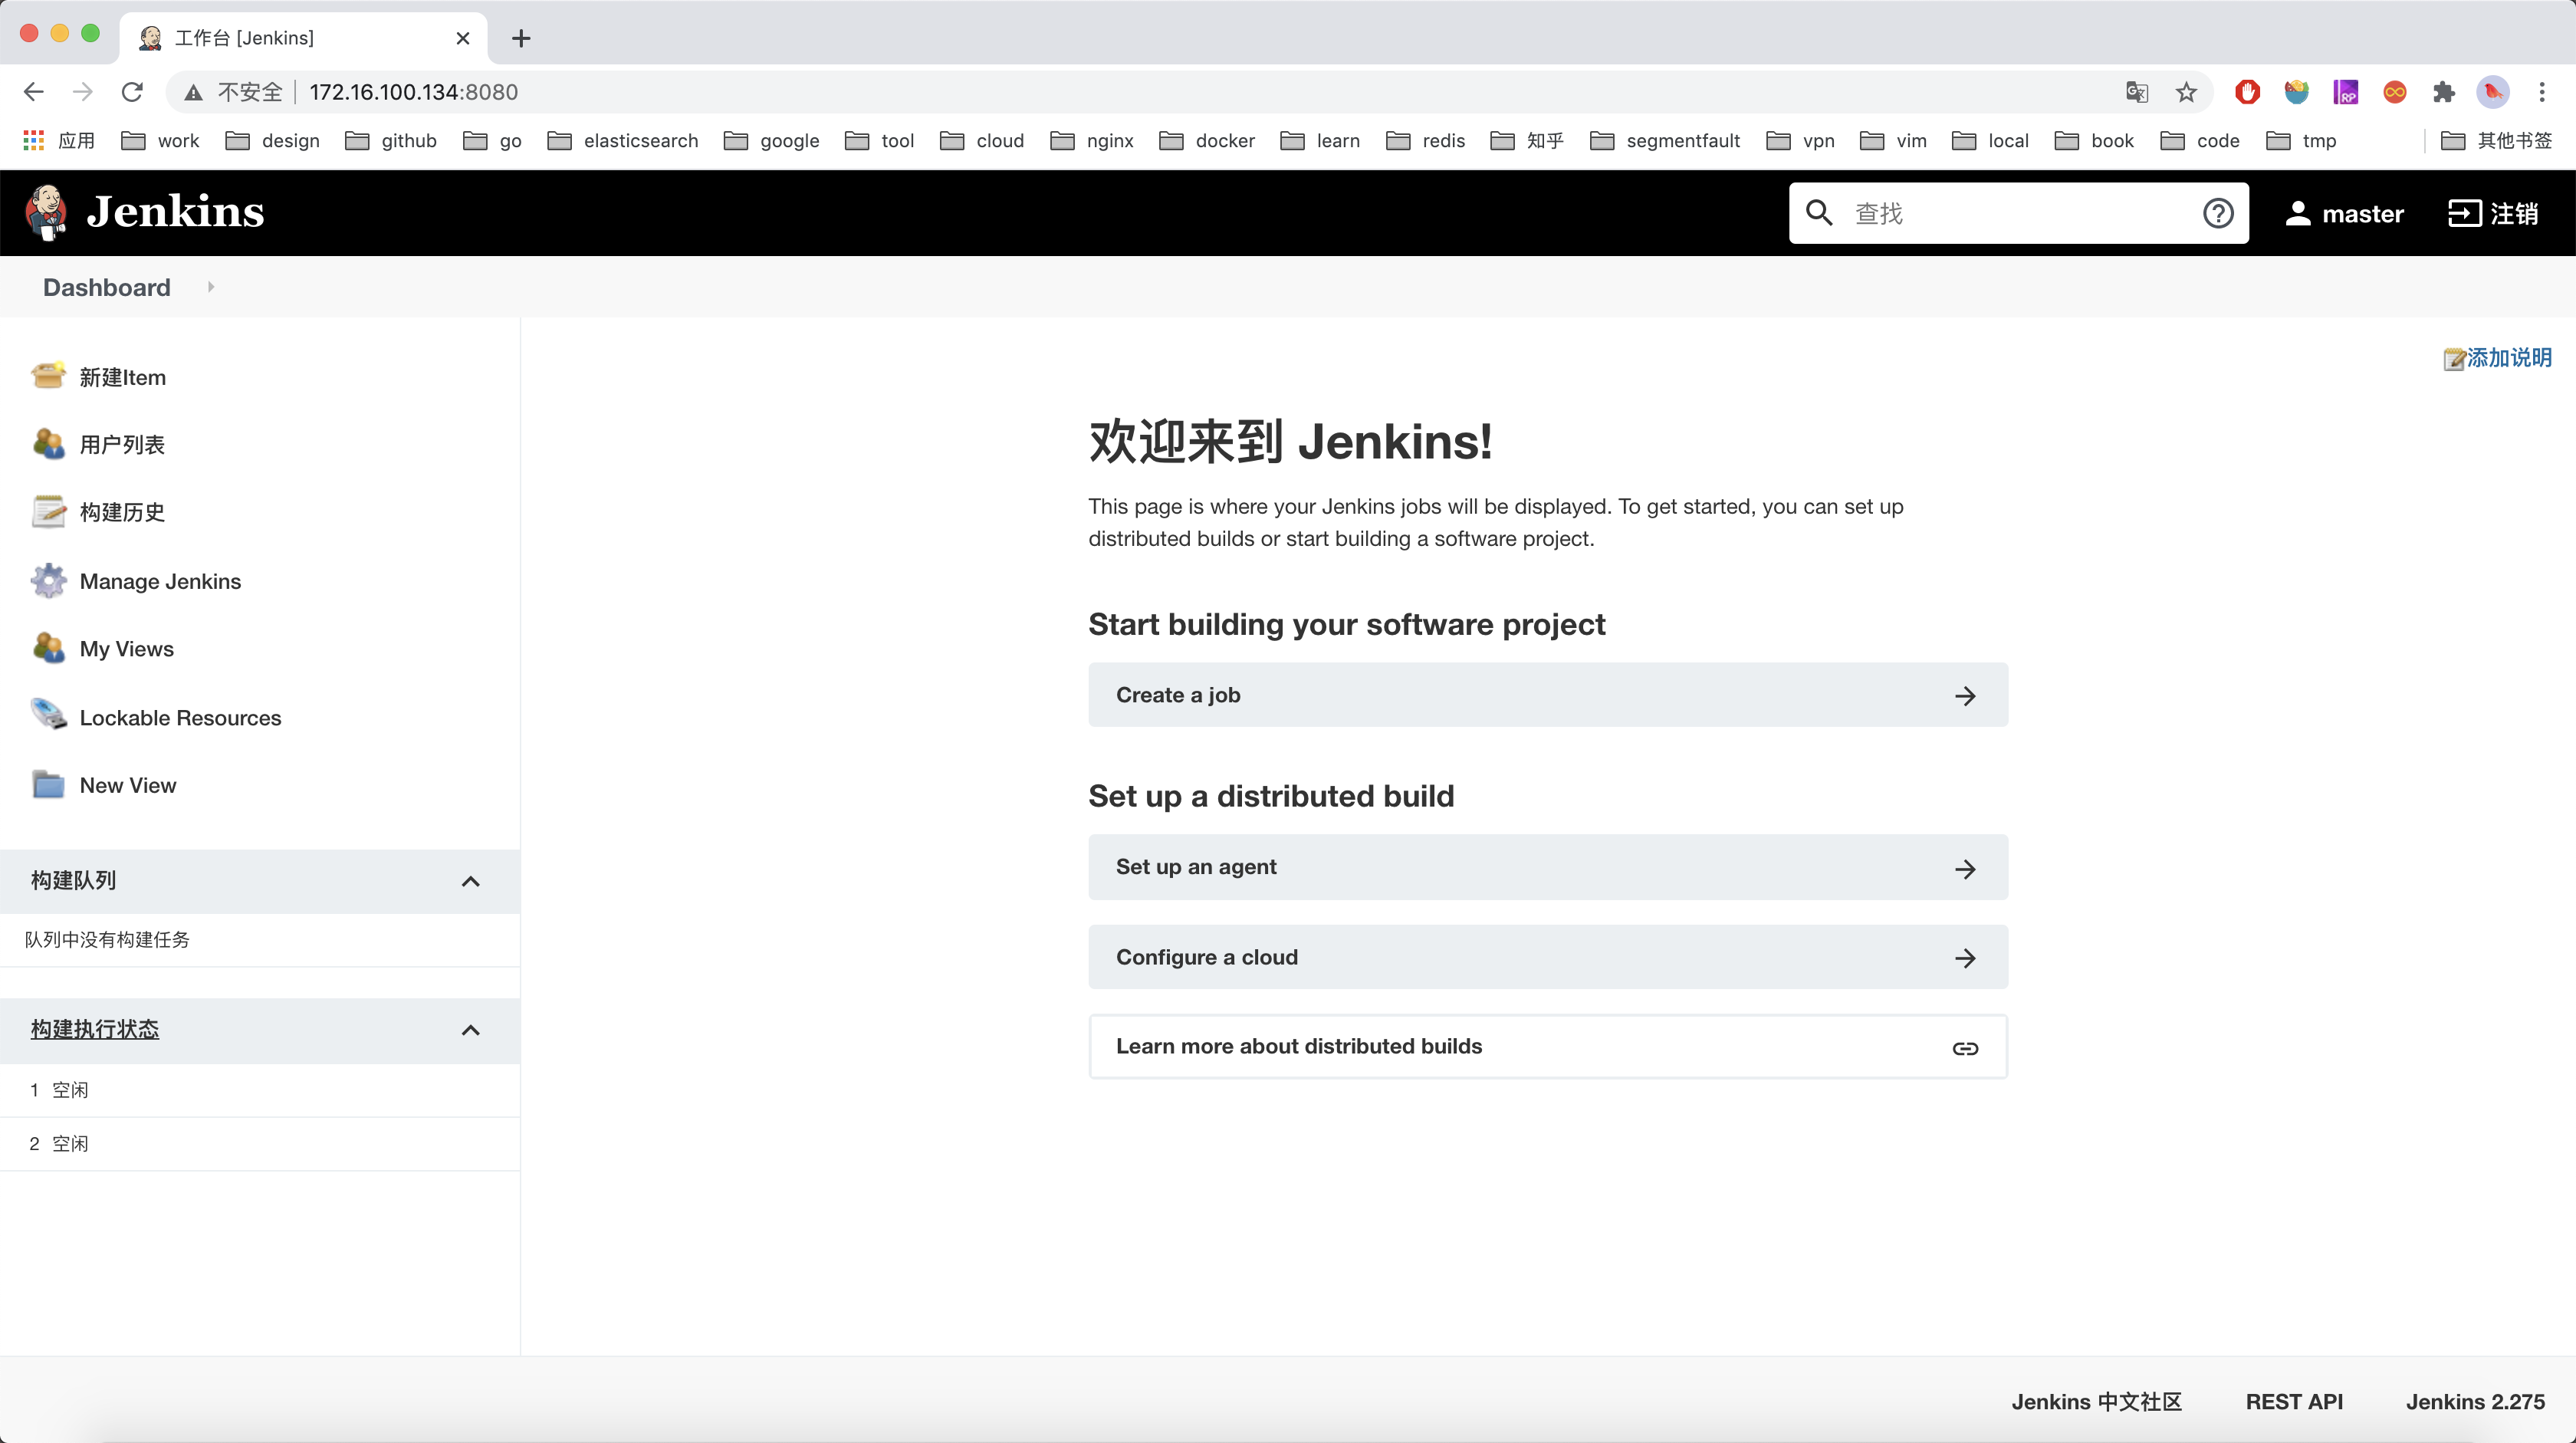 工作台 [Jenkins]
不安全 172.16.100.134:8080
应用 work design github go elasticsearch google tool cloud nginx docker learn redis 知乎 segmentfault vpn vim local book code tmp 其他书签
Jenkins 查找 master 注销
Dashboard
添加说明
新建Item
用户列表
构建历史
Manage Jenkins
My Views
Lockable Resources
New View
构建队列
队列中没有构建任务
构建执行状态
1 空闲
2 空闲
欢迎来到 Jenkins!
This page is where your Jenkins jobs will be displayed. To get started, you can set up
distributed builds or start building a software project.
Start building your software project
Create a job
Set up a distributed build
Set up an agent
Configure a cloud
Learn more about distributed builds
Jenkins 中文社区 REST API Jenkins 2.275